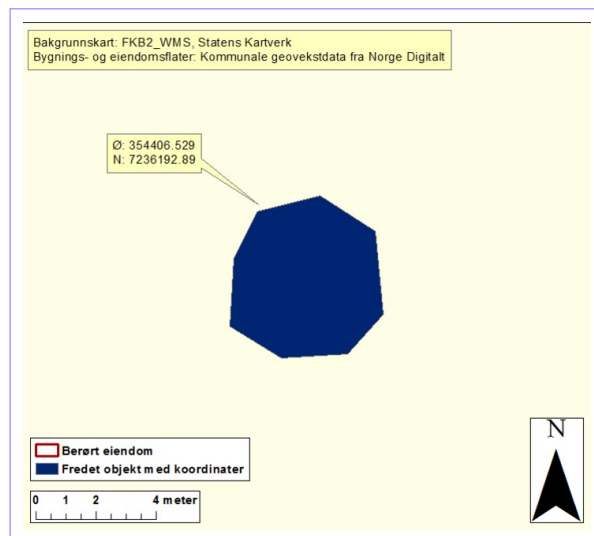 Bakgrunnskart: FKB2_WMS, Statens Kartverk
Bygnings- og eiendomsflater: Kommunale geovekstdata fra Norge Digitalt
Ø: 354406.529
N: 7236192.89
Berørt eiendom
Fredet objekt med koordinater
N
0 1 2 4 meter